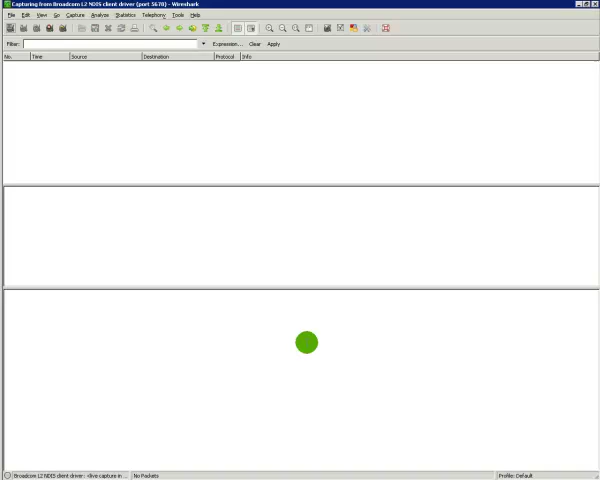 Capturing from Broadcom L2 NDIS client driver (port 5678) - Wireshark
File Edit View Go Capture Analyze Statistics Telephony Tools Help
Filter: Expression... Clear Apply
No. Time Source Destination Protocol Info
Broadcom L2 NDIS client driver: <live capture in ... No Packets Profile: Default